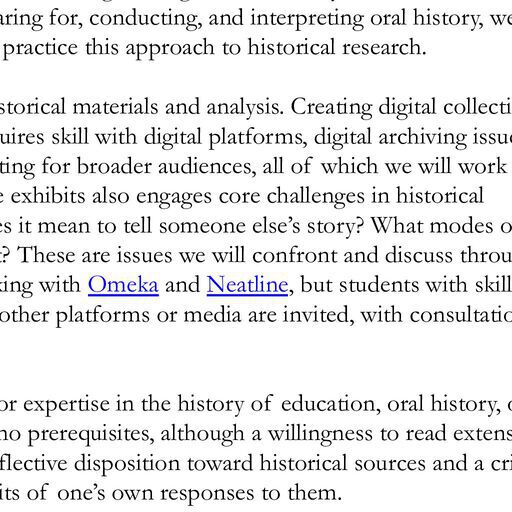 aring for, conducting, and interpreting oral history, we
practice this approach to historical research.
storical materials and analysis. Creating digital collecti
uires skill with digital platforms, digital archiving issue
ting for broader audiences, all of which we will work
e exhibits also engages core challenges in historical
es it mean to tell someone else's story? What modes o
t? These are issues we will confront and discuss throu
king with Omeka and Neatline, but students with skill
other platforms or media are invited, with consultatio
or expertise in the history of education, oral history, o
no prerequisites, although a willingness to read extens
flective disposition toward historical sources and a cri
its of one's own responses to them.